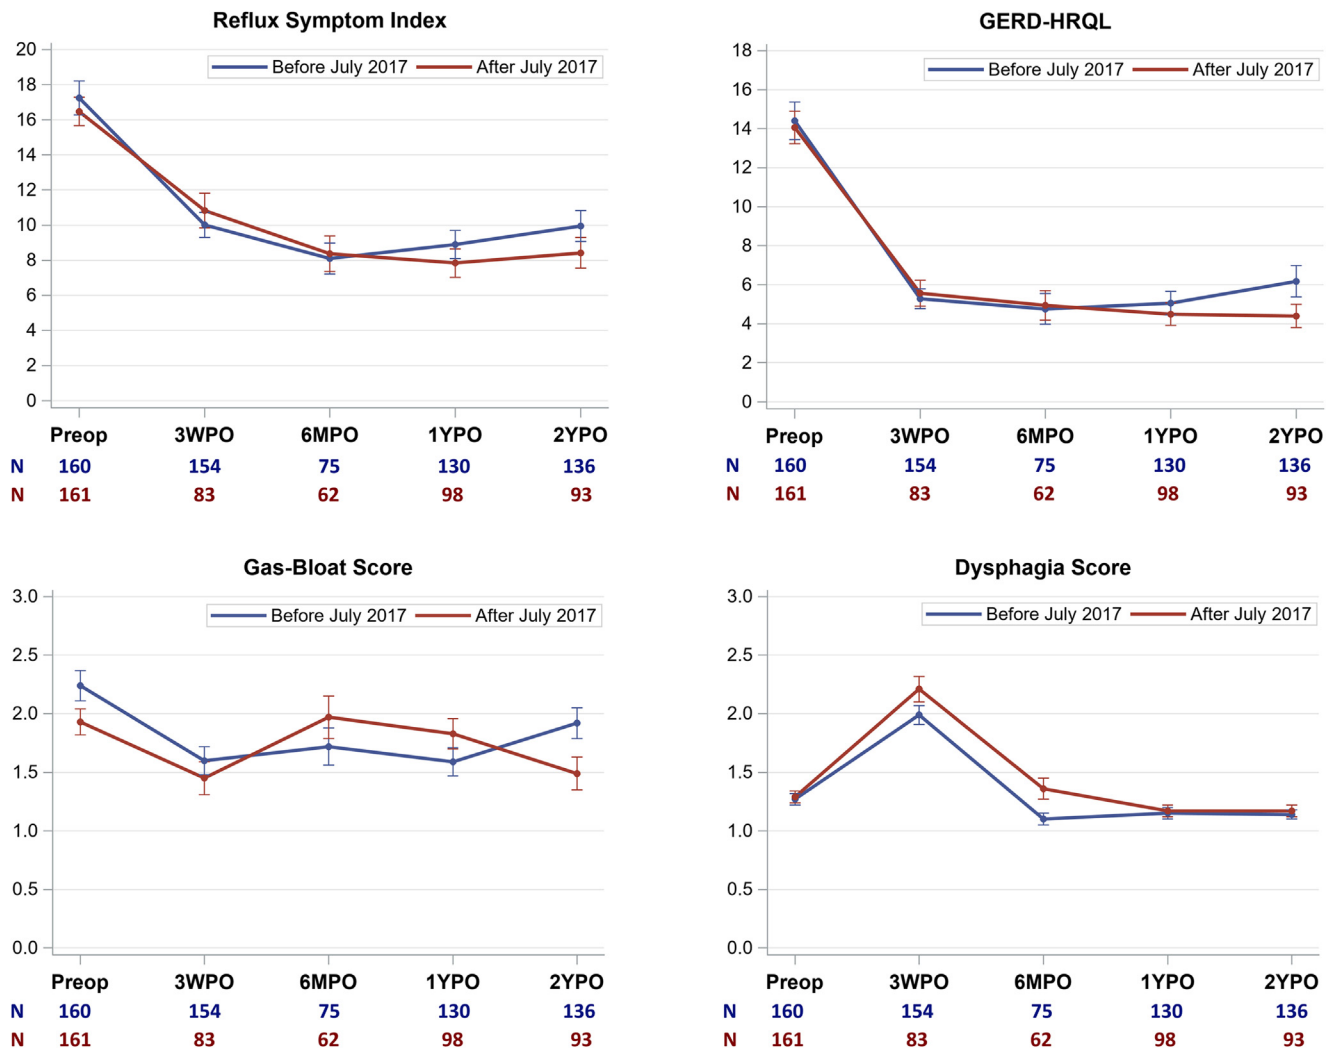 Reflux Symptom Index
Before July 2017 After July 2017
20
18
16
14
12
10
8
6
4
2
0
Preop 3WPO 6MPO 1YPO 2YPO
N 160 154 75 130 136
N 161 83 62 98 93
GERD-HRQL
Before July 2017 After July 2017
18
16
14
12
10
8
6
4
2
0
Preop 3WPO 6MPO 1YPO 2YPO
N 160 154 75 130 136
N 161 83 62 98 93
Gas-Bloat Score
Before July 2017 After July 2017
3.0
2.5
2.0
1.5
1.0
0.5
0.0
Preop 3WPO 6MPO 1YPO 2YPO
N 160 154 75 130 136
N 161 83 62 98 93
Dysphagia Score
Before July 2017 After July 2017
3.0
2.5
2.0
1.5
1.0
0.5
0.0
Preop 3WPO 6MPO 1YPO 2YPO
N 160 154 75 130 136
N 161 83 62 98 93